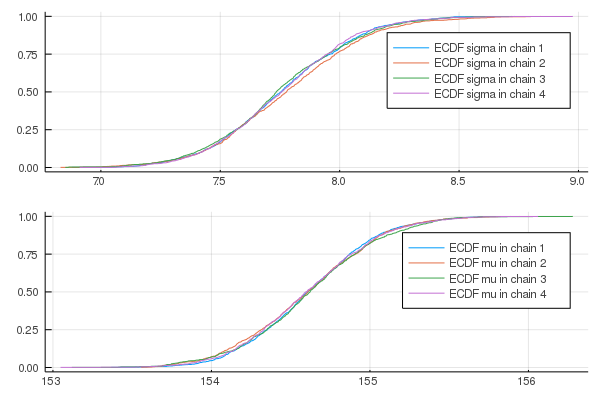 1.00
0.75
0.50
0.25
0.00
7.0
7.5
8.0
8.5
9.0
ECDF sigma in chain 1
ECDF sigma in chain 2
ECDF sigma in chain 3
ECDF sigma in chain 4
1.00
0.75
0.50
0.25
0.00
153
154
155
156
ECDF mu in chain 1
ECDF mu in chain 2
ECDF mu in chain 3
ECDF mu in chain 4